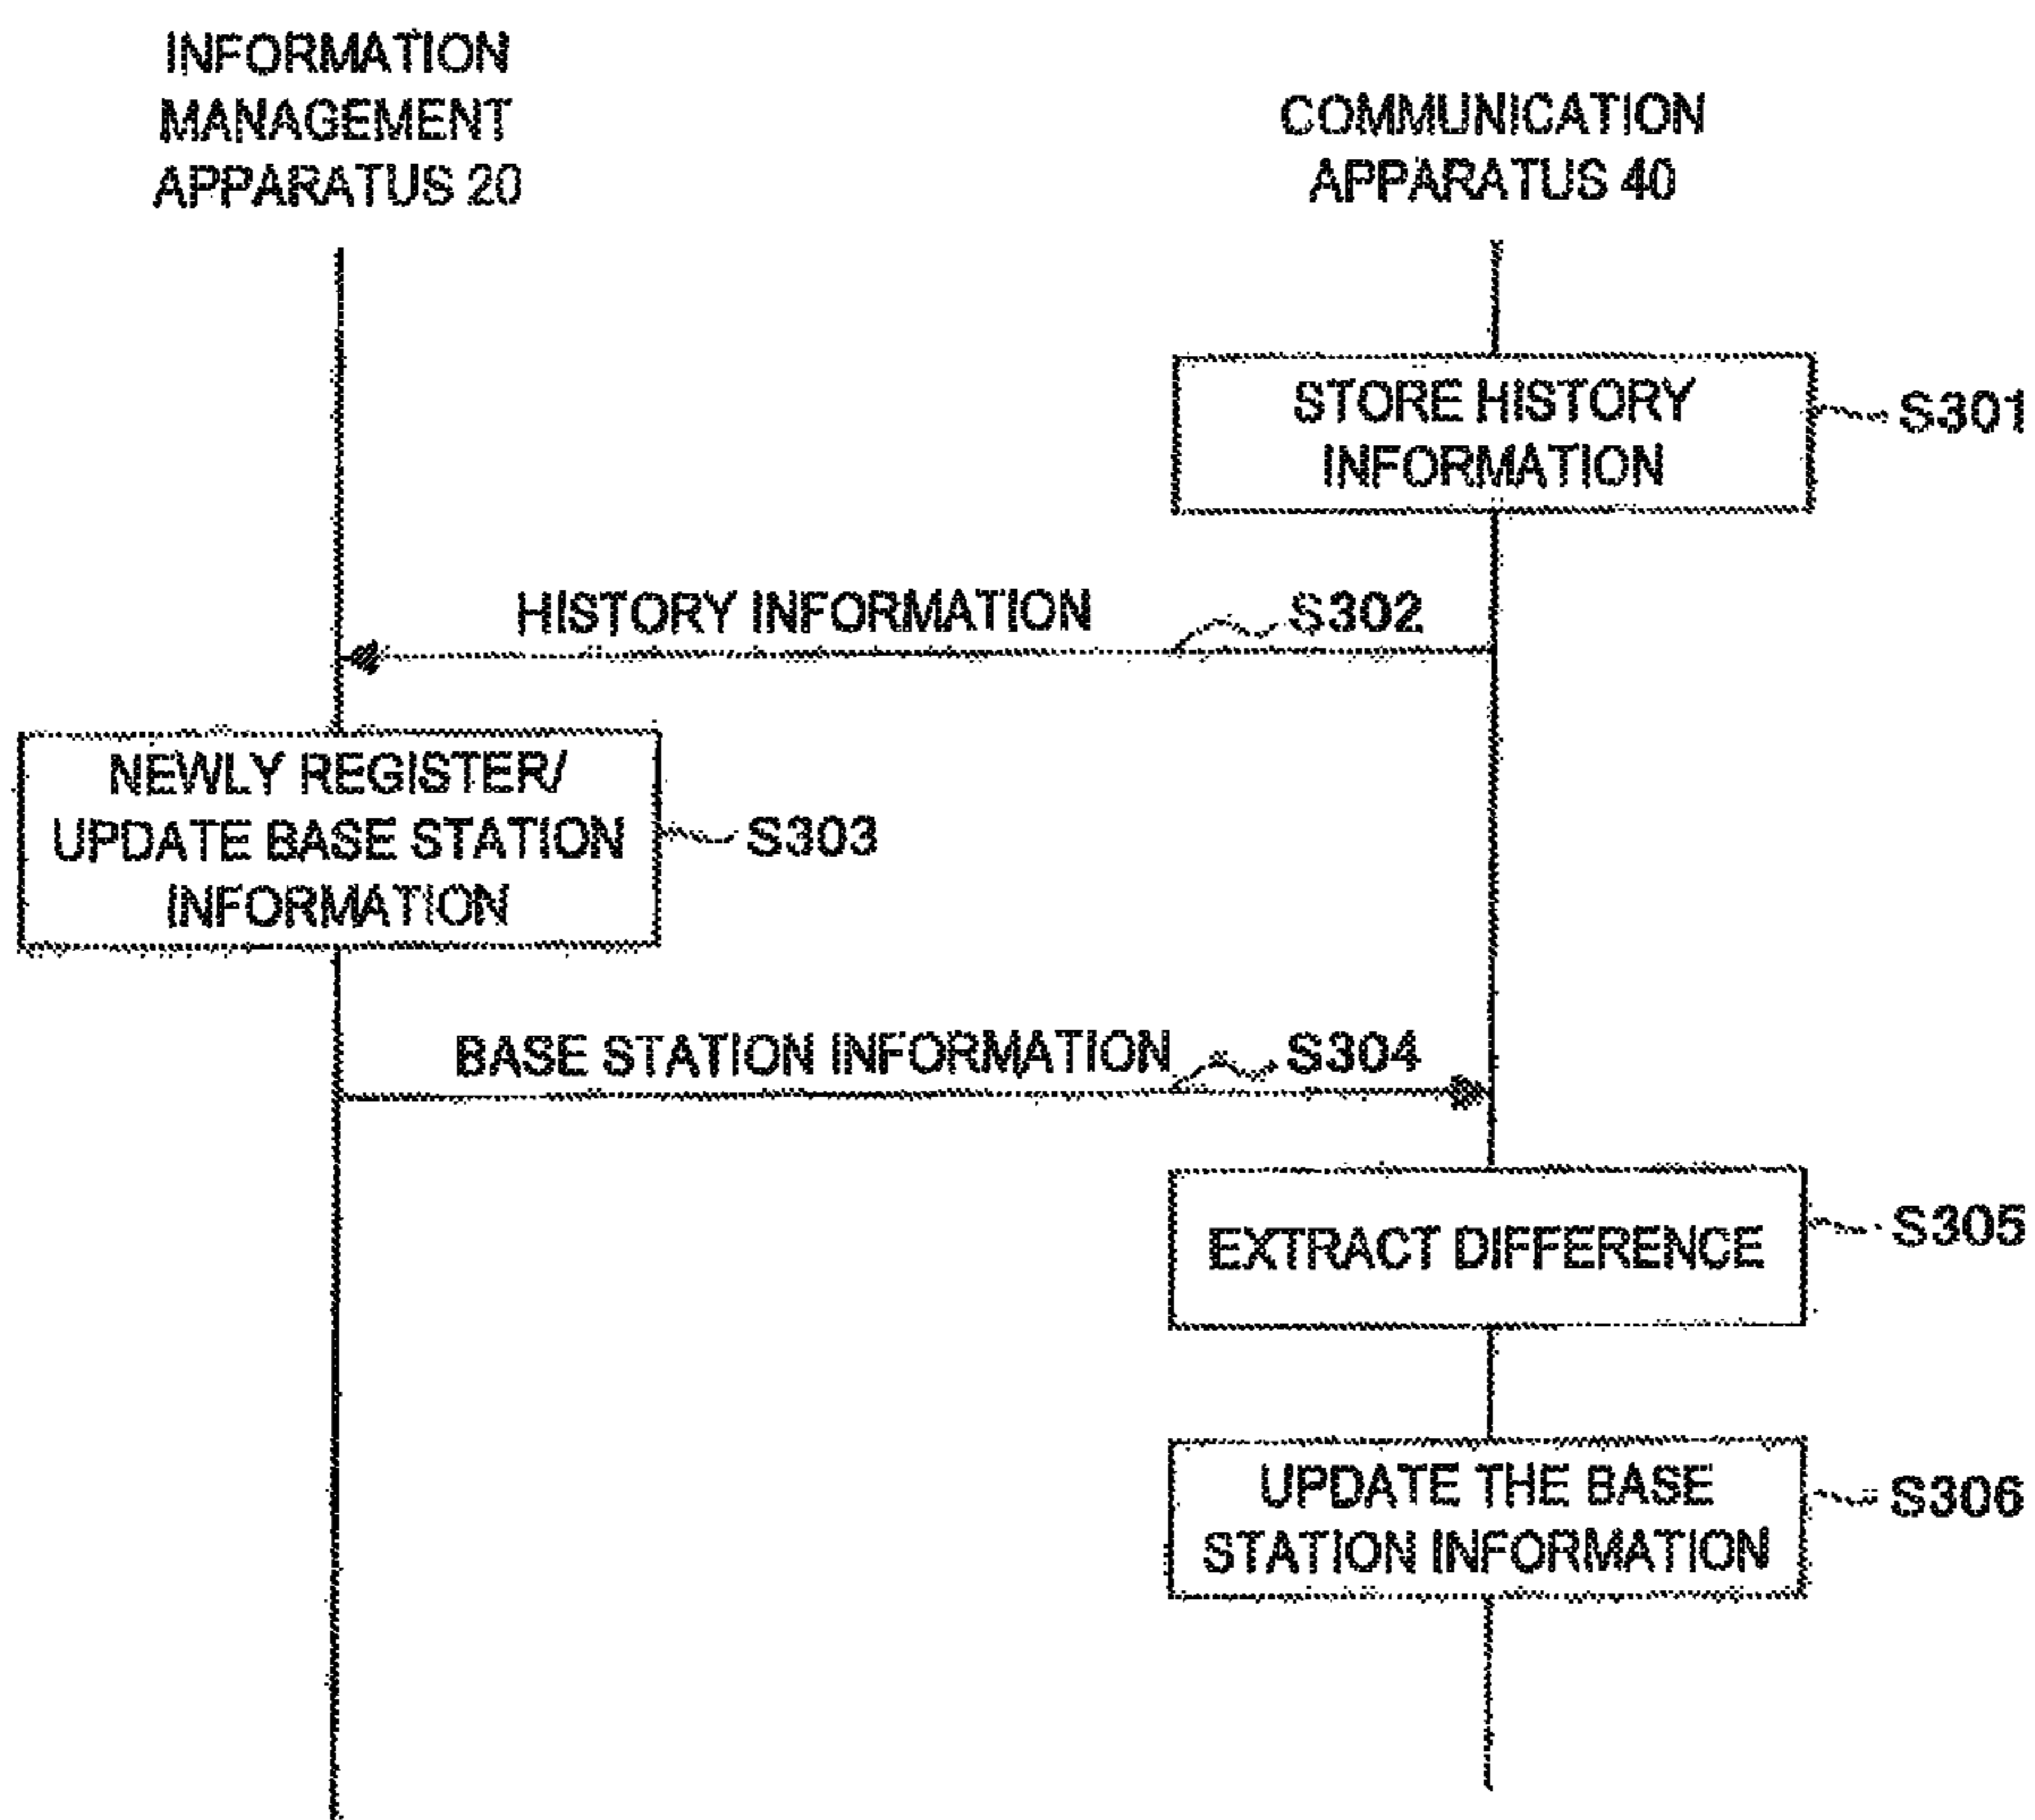 INFORMATION
MANAGEMENT
APPARATUS 20
COMMUNICATION
APPARATUS 40
STORE HISTORY
INFORMATION
S301
HISTORY INFORMATION
S302
NEWLY REGISTER/
UPDATE BASE STATION
INFORMATION
S303
BASE STATION INFORMATION
S304
EXTRACT DIFFERENCE
S305
UPDATE THE BASE
STATION INFORMATION
S306